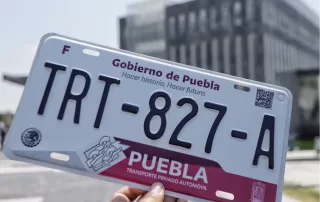 F
Gobierno de Puebla
Hacer historia. Hacer futuro.
TRT-827-A
PUEBLA
TRANSPORTE PRIVADO AUTOMÓVIL